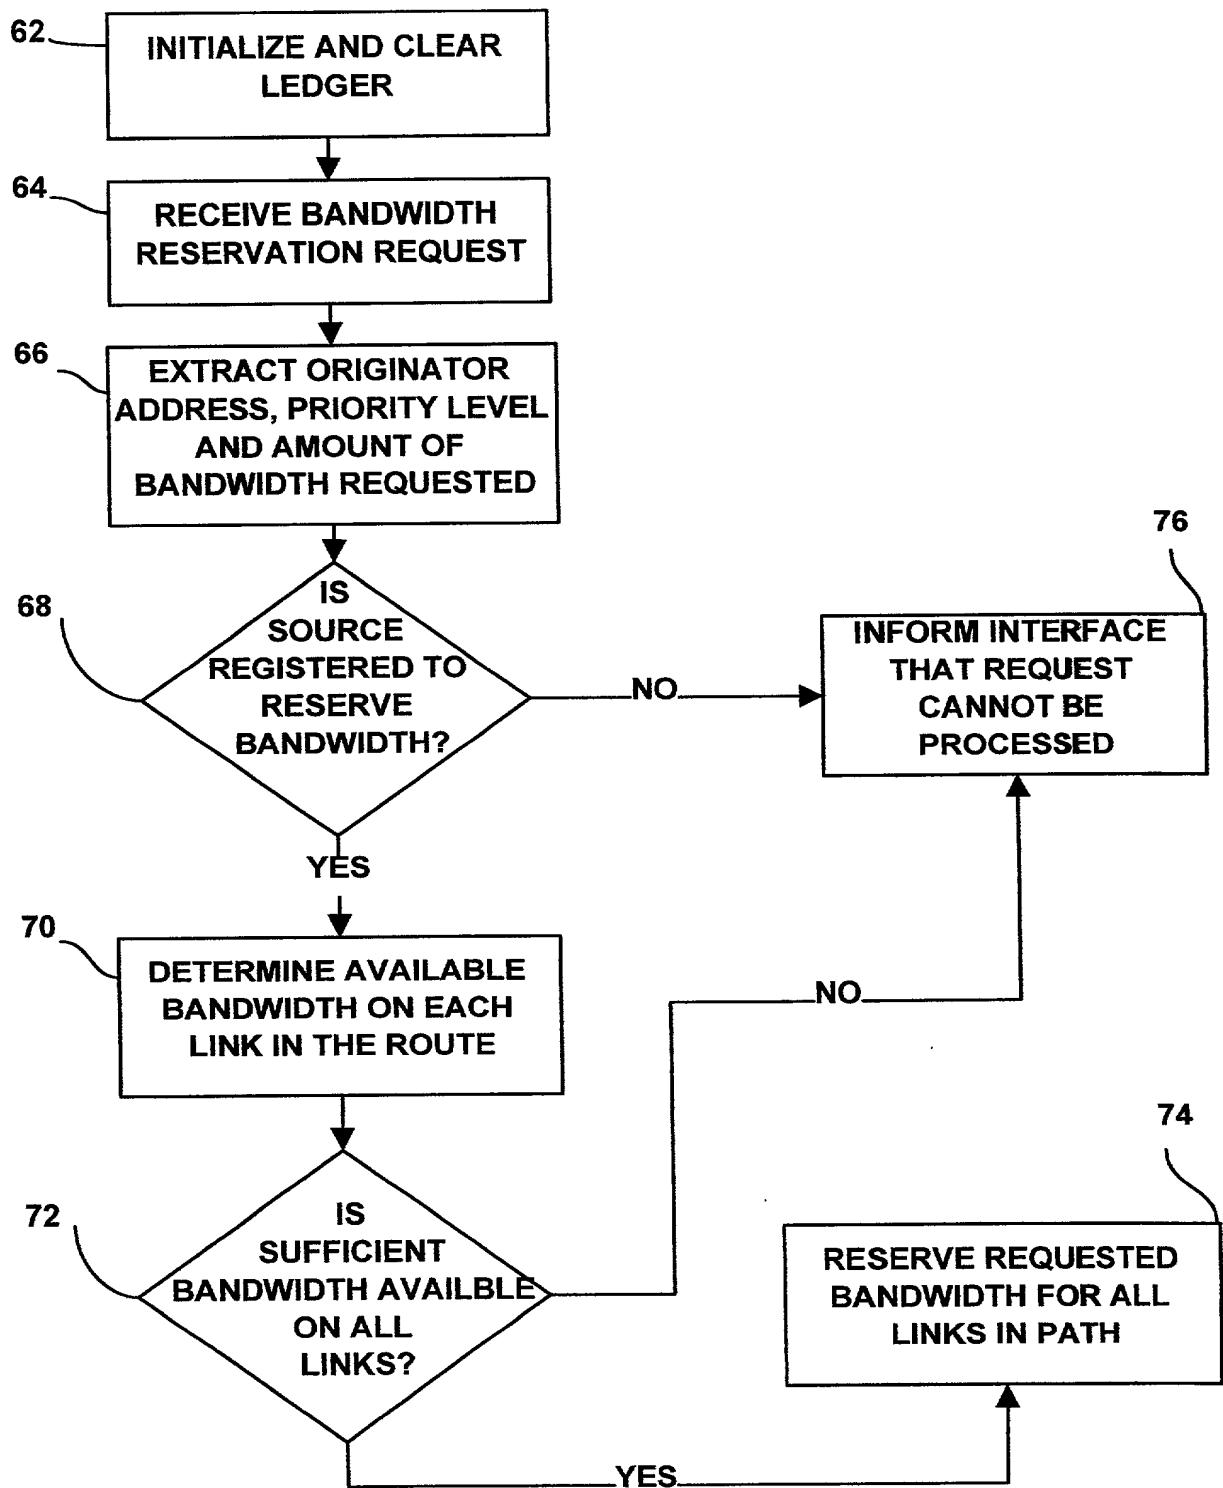 62
INITIALIZE AND CLEAR
LEDGER
64
RECEIVE BANDWIDTH
RESERVATION REQUEST
66
EXTRACT ORIGINATOR
ADDRESS, PRIORITY LEVEL
AND AMOUNT OF
BANDWIDTH REQUESTED
68
IS
SOURCE
REGISTERED TO
RESERVE
BANDWIDTH?
NO
76
INFORM INTERFACE
THAT REQUEST
CANNOT BE
PROCESSED
YES
70
DETERMINE AVAILABLE
BANDWIDTH ON EACH
LINK IN THE ROUTE
NO
72
IS
SUFFICIENT
BANDWIDTH AVAILBLE
ON ALL
LINKS?
74
RESERVE REQUESTED
BANDWIDTH FOR ALL
LINKS IN PATH
YES